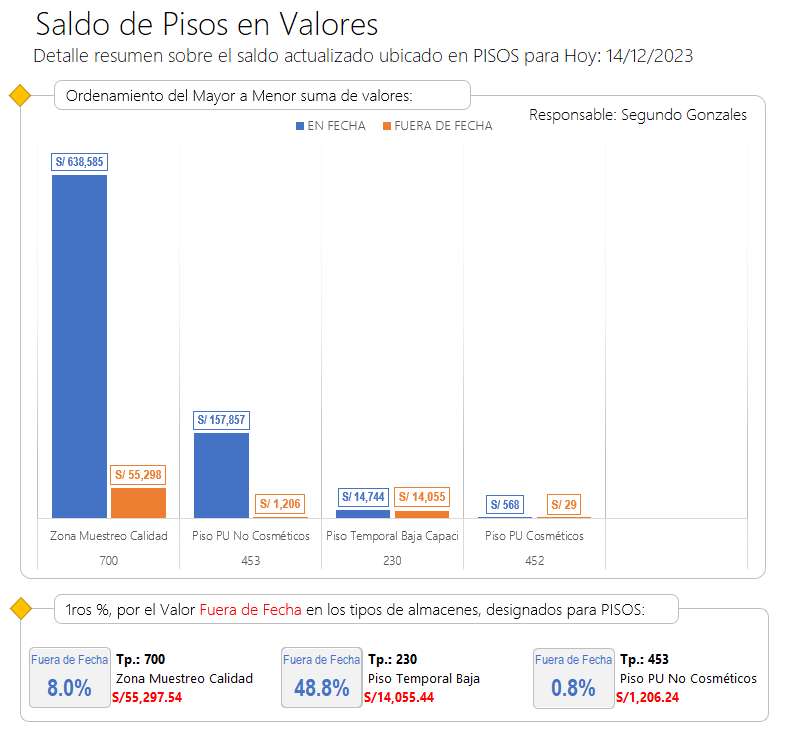 Saldo de Pisos en Valores
Detalle resumen sobre el saldo actualizado ubicado en PISOS para Hoy: 14/12/2023
Ordenamiento del Mayor a Menor suma de valores:
Responsable: Segundo Gonzales
EN FECHA FUERA DE FECHA
S/ 638,585
S/ 157,857
S/ 55,298
S/ 1,206
S/ 14,744
S/ 14,055
S/ 568
S/ 29
Zona Muestreo Calidad Piso PU No Cosméticos Piso Temporal Baja Capaci Piso PU Cosméticos
700 453 230 452
1ros %, por el Valor Fuera de Fecha en los tipos de almacenes, designados para PISOS:
Fuera de Fecha
8.0%
Tp.: 700
Zona Muestreo Calidad
S/55,297.54
Fuera de Fecha
48.8%
Tp.: 230
Piso Temporal Baja
S/14,055.44
Fuera de Fecha
0.8%
Tp.: 453
Piso PU No Cosméticos
S/1,206.24